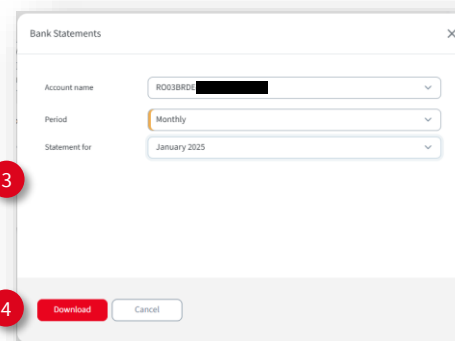 Bank Statements
Account name RO03BRDE
Period Monthly
Statement for January 2025
3
4 Download Cancel